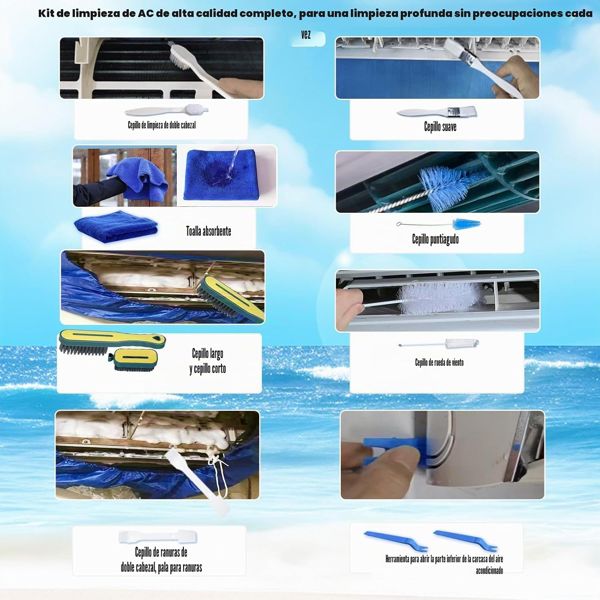 Kit de limpieza de AC de alta calidad completo, para una limpieza profunda sin preocupaciones cada
vez
Cepillo de limpieza de doble cabezal
Cepillo suave
Toalla absorbente
Cepillo puntiagudo
Cepillo largo
y cepillo corto
Cepillo de rueda de viento
Cepillo de ranuras de
doble cabezal, pala para ranuras
Herramienta para abrir la parte inferior de la carcasa del aire
acondicionado